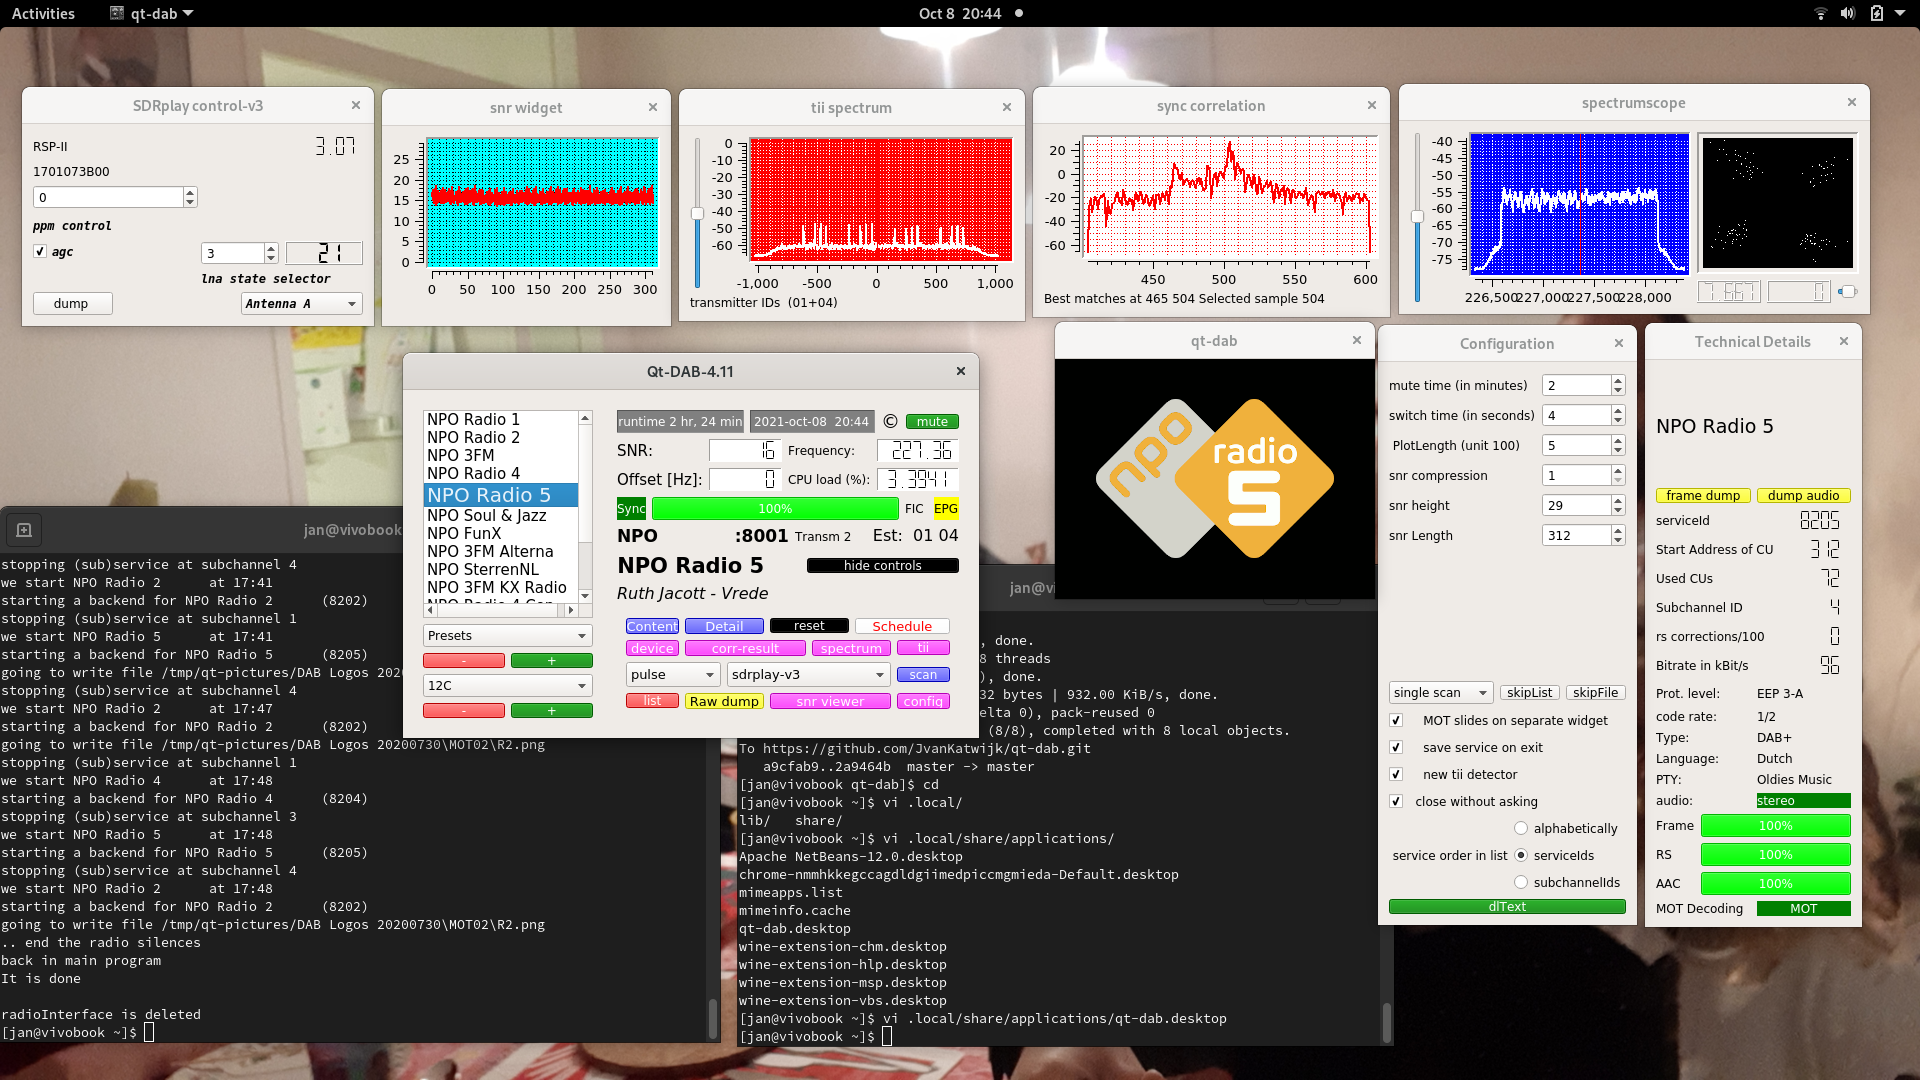 Activities
qt-dab
Oct 8 20:44
SDRplay control-v3
RSP-II
3.07
1701073B00
0
ppm control
agc
3
21
lna state selector
dump
Antenna A
snr widget
25
20
15
10
5
0
0 50 100 150 200 250 300
tii spectrum
0
-10
-20
-30
-40
-50
-60
-1,000 -500 0 500 1,000
transmitter IDs (01+04)
sync correlation
20
0
-20
-40
-60
450 500 550 600
Best matches at 465 504 Selected sample 504
spectrumscope
-40
-45
-50
-55
-60
-65
-70
-75
226,500 227,000 227,500 228,000
7.667
0
Qt-DAB-4.11
NPO Radio 1
NPO Radio 2
NPO 3FM
NPO Radio 4
NPO Radio 5
NPO Soul & Jazz
NPO FunX
NPO 3FM Alterna
NPO SterrenNL
NPO 3FM KX Radio
Presets
- +
12C
- +
runtime 2 hr, 24 min
2021-oct-08 20:44
©
mute
SNR: 16
Frequency: 227.36
Offset [Hz]: 0
CPU load (%): 3.3941
Sync
100%
FIC
EPG
NPO :8001 Transm 2 Est: 01 04
NPO Radio 5
hide controls
Ruth Jacott - Vrede
Content Detail reset Schedule
device corr-result spectrum tii
pulse sdrplay-v3 scan
list Raw dump snr viewer config
qt-dab
npo
radio
5
Configuration
mute time (in minutes) 2
switch time (in seconds) 4
PlotLength (unit 100) 5
snr compression 1
snr height 29
snr Length 312
single scan skipList skipFile
MOT slides on separate widget
save service on exit
new tii detector
close without asking
alphabetically
service order in list serviceIds
subchannelIds
dlText
Technical Details
NPO Radio 5
frame dump dump audio
serviceId 8205
Start Address of CU 312
Used CUs 72
Subchannel ID 4
rs corrections/100 0
Bitrate in kBit/s 96
Prot. level: EEP 3-A
code rate: 1/2
Type: DAB+
Language: Dutch
PTY: Oldies Music
audio: stereo
Frame 100%
RS 100%
AAC 100%
MOT Decoding MOT
jan@vivobook
stopping (sub)service at subchannel 4
we start NPO Radio 2 at 17:41
starting a backend for NPO Radio 2 (8202)
stopping (sub)service at subchannel 1
we start NPO Radio 5 at 17:41
starting a backend for NPO Radio 5 (8205)
going to write file /tmp/qt-pictures/DAB Logos 2020
stopping (sub)service at subchannel 4
we start NPO Radio 2 at 17:47
starting a backend for NPO Radio 2 (8202)
going to write file /tmp/qt-pictures/DAB Logos 20200730\MOT02\R2.png
stopping (sub)service at subchannel 1
we start NPO Radio 4 at 17:48
starting a backend for NPO Radio 4 (8204)
stopping (sub)service at subchannel 3
we start NPO Radio 5 at 17:48
starting a backend for NPO Radio 5 (8205)
stopping (sub)service at subchannel 4
we start NPO Radio 2 at 17:48
starting a backend for NPO Radio 2 (8202)
going to write file /tmp/qt-pictures/DAB Logos 20200730\MOT02\R2.png
.. end the radio silences
back in main program
It is done
radioInterface is deleted
[jan@vivobook ~]$
jan@vi
, done.
8 threads
), done.
32 bytes | 932.00 KiB/s, done.
elta 0), pack-reused 0
(8/8), completed with 8 local objects.
To https://github.com/JvanKatwijk/qt-dab.git
a9cfab9..2a9464b master -> master
[jan@vivobook qt-dab]$ cd
[jan@vivobook ~]$ vi .local/
lib/ share/
[jan@vivobook ~]$ vi .local/share/applications/
Apache NetBeans-12.0.desktop
chrome-nmmhkkegccagdldgiimedpiccmgmieda-Default.desktop
mimeapps.list
mimeinfo.cache
qt-dab.desktop
wine-extension-chm.desktop
wine-extension-hlp.desktop
wine-extension-msp.desktop
wine-extension-vbs.desktop
[jan@vivobook ~]$ vi .local/share/applications/qt-dab.desktop
[jan@vivobook ~]$